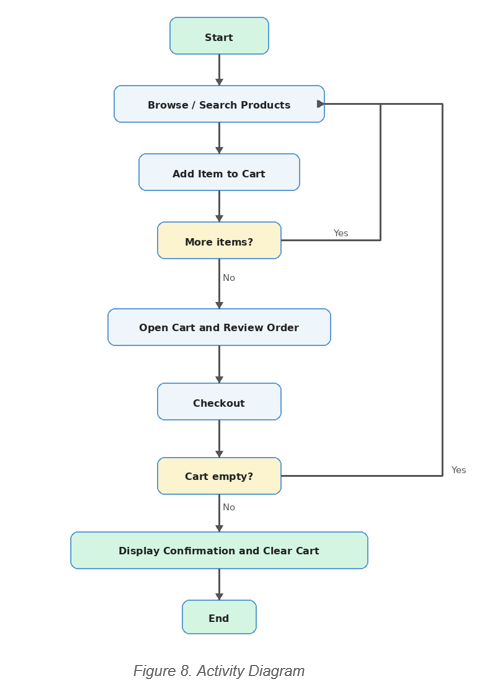 Start
Browse / Search Products
Add Item to Cart
More items?
Yes
No
Open Cart and Review Order
Checkout
Cart empty?
Yes
No
Display Confirmation and Clear Cart
End
Figure 8. Activity Diagram